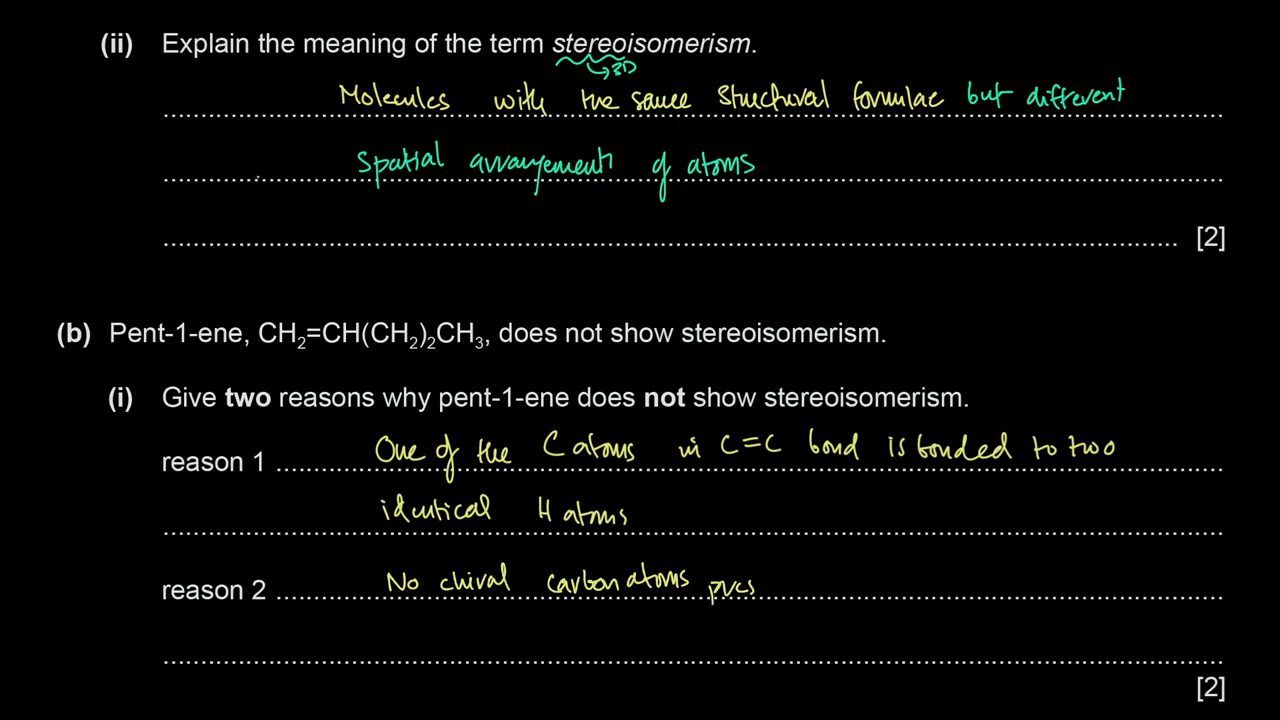 (ii) Explain the meaning of the term stereoisomerism.
↳3D
Molecules with the same structural formulae but different
Spatial arrangement of atoms
[2]
(b) Pent-1-ene, CH₂=CH(CH₂)₂CH₃, does not show stereoisomerism.
(i) Give two reasons why pent-1-ene does not show stereoisomerism.
One of the C atoms in C=C bond is bonded to two
reason 1
identical H atoms
No chiral carbon atoms
reason 2
[2]